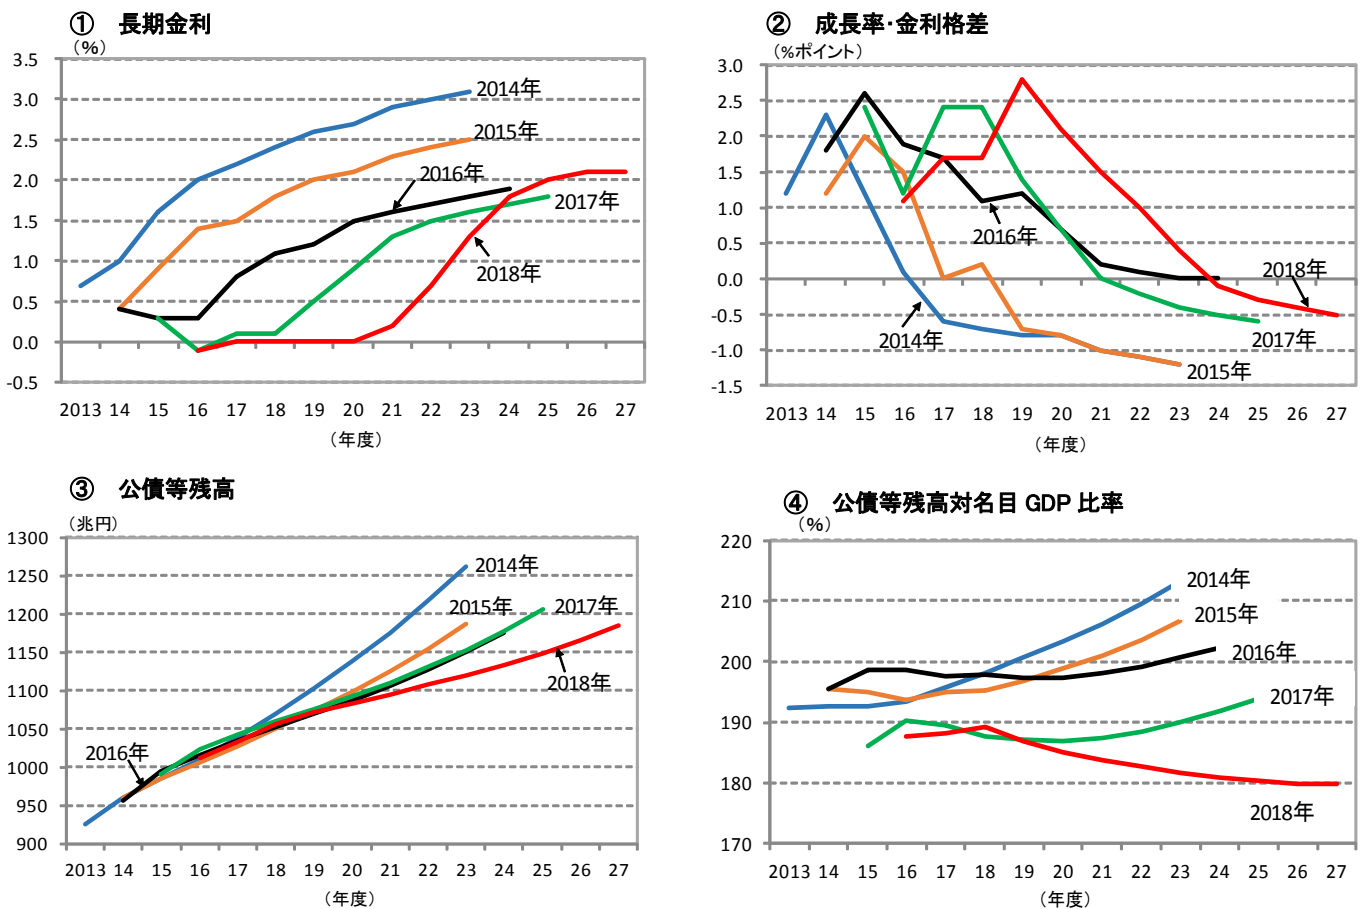 ① 長期金利
（%）
3.5
3.0
2.5
2.0
1.5
1.0
0.5
0.0
-0.5
2014年
2015年
2016年
2017年
2018年
2013 14 15 16 17 18 19 20 21 22 23 24 25 26 27
（年度）
② 成長率･金利格差
（%ポイント）
3.0
2.5
2.0
1.5
1.0
0.5
0.0
-0.5
-1.0
-1.5
2016年
2018年
2014年
2017年
2015年
2013 14 15 16 17 18 19 20 21 22 23 24 25 26 27
（年度）
③ 公債等残高
（兆円）
1300
1250
1200
1150
1100
1050
1000
950
900
2014年
2015年
2017年
2018年
2016年
2013 14 15 16 17 18 19 20 21 22 23 24 25 26 27
（年度）
④ 公債等残高対名目 GDP 比率
（%）
220
210
200
190
180
170
2014年
2015年
2016年
2017年
2018年
2013 14 15 16 17 18 19 20 21 22 23 24 25 26 27
（年度）